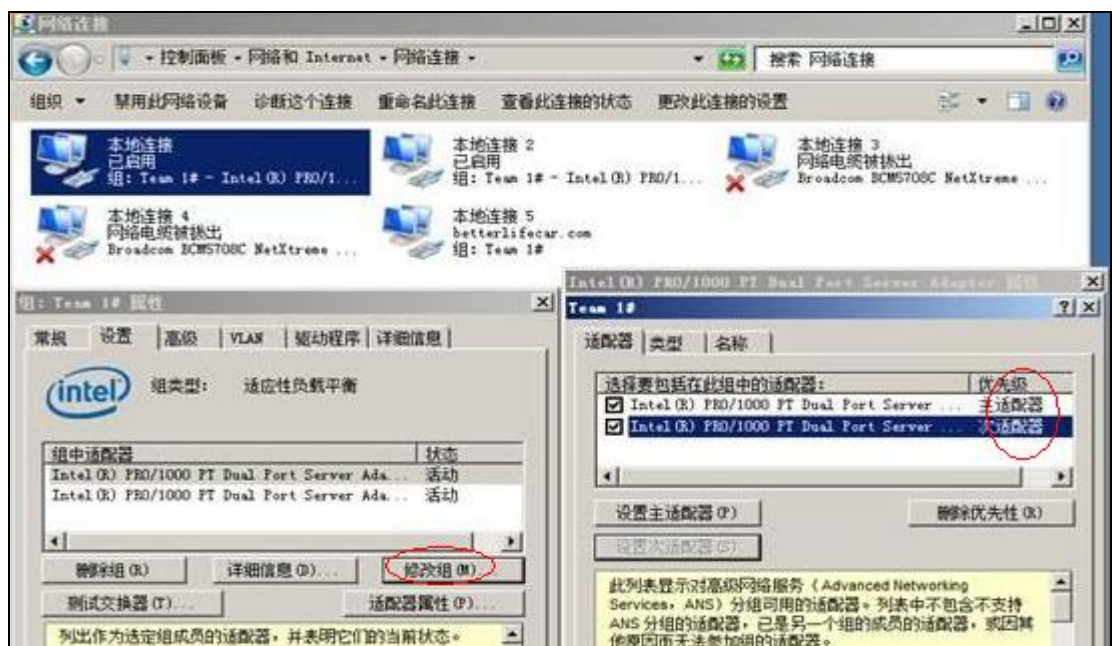 网络连接
控制面板 网络和 Internet 网络连接
搜索 网络连接
组织 禁用此网络设备 诊断这个连接 重命名此连接 查看此连接的状态 更改此连接的设置
本地连接
已启用
组: Team 1# - Intel(R) PRO/1...
本地连接 2
已启用
组: Team 1# - Intel(R) PRO/1...
本地连接 3
网络电缆被拔出
Broadcom BCM5708C NetXtreme ...
本地连接 4
网络电缆被拔出
Broadcom BCM5708C NetXtreme ...
本地连接 5
betterlifecar.com
组: Team 1#
组: Team 1# 属性
常规 设置 高级 VLAN 驱动程序 详细信息
intel
组类型: 适应性负载平衡
组中适配器 状态
Intel(R) PRO/1000 PT Dual Port Server Ada... 活动
Intel(R) PRO/1000 PT Dual Port Server Ada... 活动
删除组(R) 详细信息(D)... 修改组(M)
测试交换器(T)... 适配器属性(P)...
列出作为选定组成员的适配器，并表明它们的当前状态。
Intel(R) PRO/1000 PT Dual Port Server Adapter 属性
Team 1#
适配器 类型 名称
选择要包括在此组中的适配器: 优先级
Intel(R) PRO/1000 PT Dual Port Server ... 主适配器
Intel(R) PRO/1000 PT Dual Port Server ... 次适配器
设置主适配器(P) 删除优先性(R)
设置次适配器(S)
此列表显示对高级网络服务（Advanced Networking
Services，ANS）分组可用的适配器。列表中不包含不支持
ANS 分组的适配器，已是另一个组的成员的适配器，或因其
他原因而无法参加组的适配器。